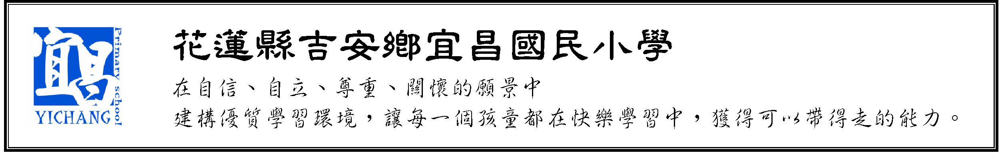 宜昌
Primary school
YICHANG
花蓮縣吉安鄉宜昌國民小學
在自信、自立、尊重、關懷的願景中
建構優質學習環境，讓每一個孩童都在快樂學習中，獲得可以帶得走的能力。